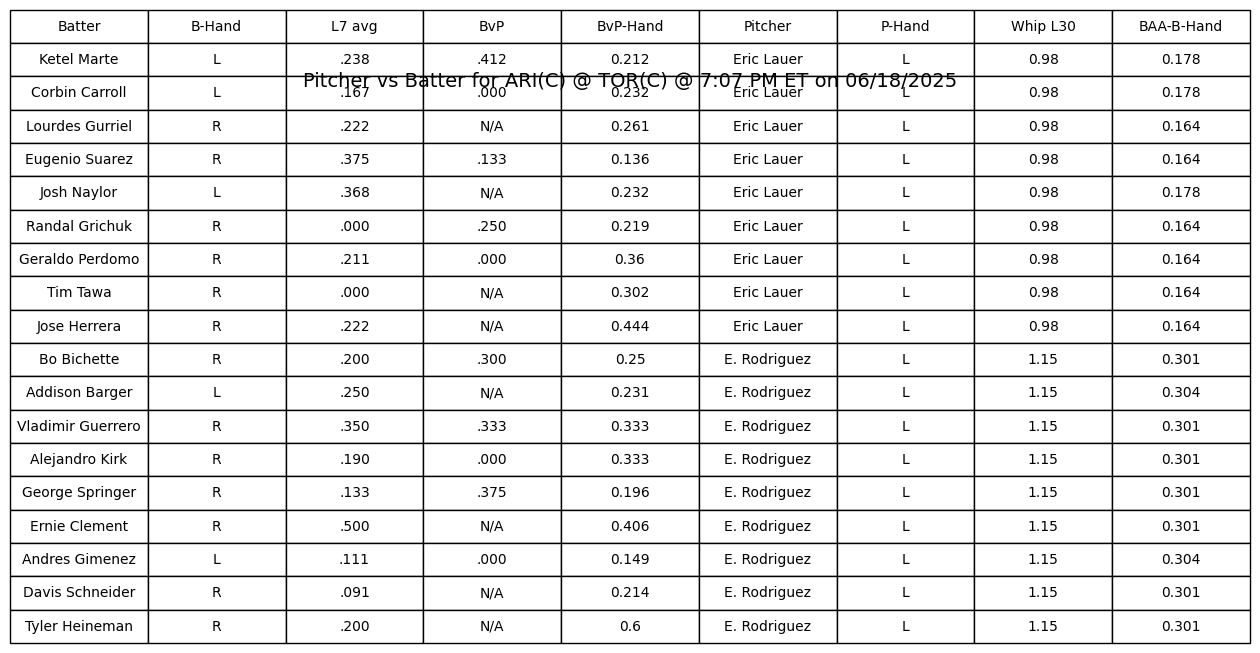 Batter B-Hand L7 avg BvP BvP-Hand Pitcher P-Hand Whip L30 BAA-B-Hand
Ketel Marte L .238 .412 0.212 Eric Lauer L 0.98 0.178
Pitcher vs Batter for ARI(C) @ TOR(C) @ 7:07 PM ET on 06/18/2025
Corbin Carroll L .167 .000 0.232 Eric Lauer L 0.98 0.178
Lourdes Gurriel R .222 N/A 0.261 Eric Lauer L 0.98 0.164
Eugenio Suarez R .375 .133 0.136 Eric Lauer L 0.98 0.164
Josh Naylor L .368 N/A 0.232 Eric Lauer L 0.98 0.178
Randal Grichuk R .000 .250 0.219 Eric Lauer L 0.98 0.164
Geraldo Perdomo R .211 .000 0.36 Eric Lauer L 0.98 0.164
Tim Tawa R .000 N/A 0.302 Eric Lauer L 0.98 0.164
Jose Herrera R .222 N/A 0.444 Eric Lauer L 0.98 0.164
Bo Bichette R .200 .300 0.25 E. Rodriguez L 1.15 0.301
Addison Barger L .250 N/A 0.231 E. Rodriguez L 1.15 0.304
Vladimir Guerrero R .350 .333 0.333 E. Rodriguez L 1.15 0.301
Alejandro Kirk R .190 .000 0.333 E. Rodriguez L 1.15 0.301
George Springer R .133 .375 0.196 E. Rodriguez L 1.15 0.301
Ernie Clement R .500 N/A 0.406 E. Rodriguez L 1.15 0.301
Andres Gimenez L .111 .000 0.149 E. Rodriguez L 1.15 0.304
Davis Schneider R .091 N/A 0.214 E. Rodriguez L 1.15 0.301
Tyler Heineman R .200 N/A 0.6 E. Rodriguez L 1.15 0.301